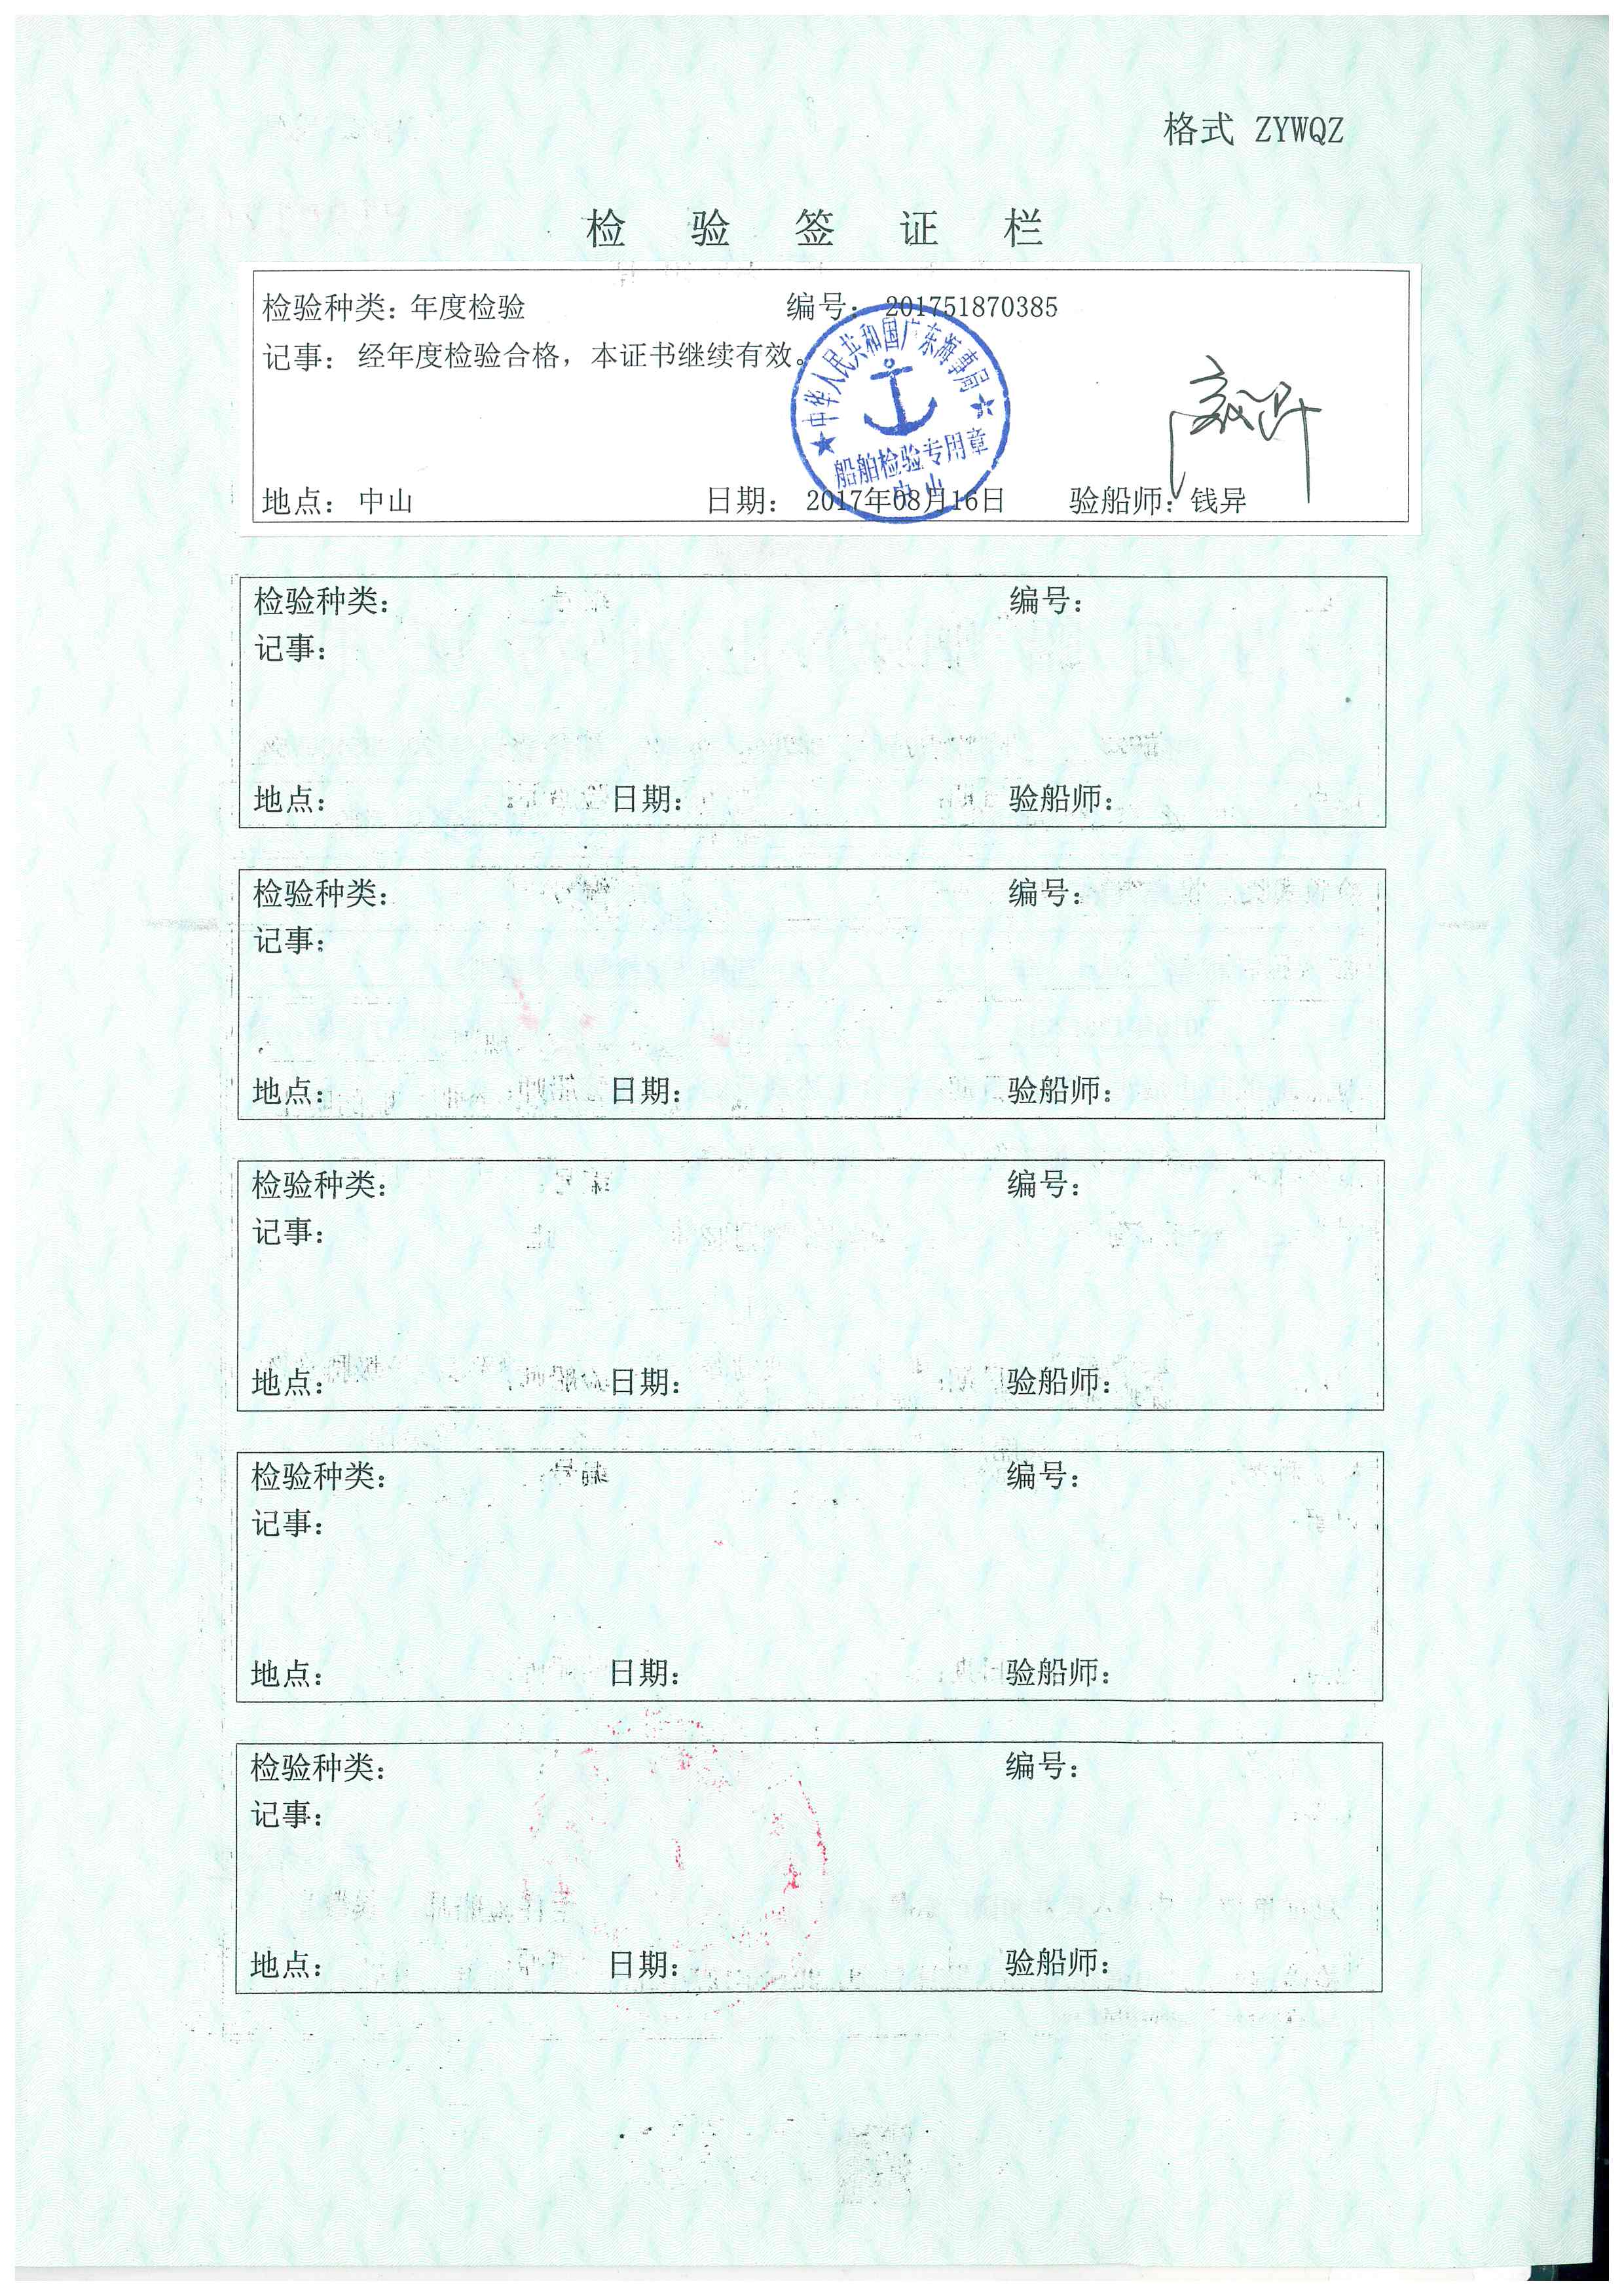 格式 ZYWQZ
检 验 签 证 栏
检验种类：年度检验 编号： 201751870385
记事： 经年度检验合格，本证书继续有效。
中华人民共和国广东海事局
船舶检验专用章
中山
地点： 中山 日期： 2017年08月16日 验船师：钱异
检验种类： 编号：
记事：
地点： 日期： 验船师：
检验种类： 编号：
记事：
地点： 日期： 验船师：
检验种类： 编号：
记事：
地点： 日期： 验船师：
检验种类： 编号：
记事：
地点： 日期： 验船师：
检验种类： 编号：
记事：
地点： 日期： 验船师：